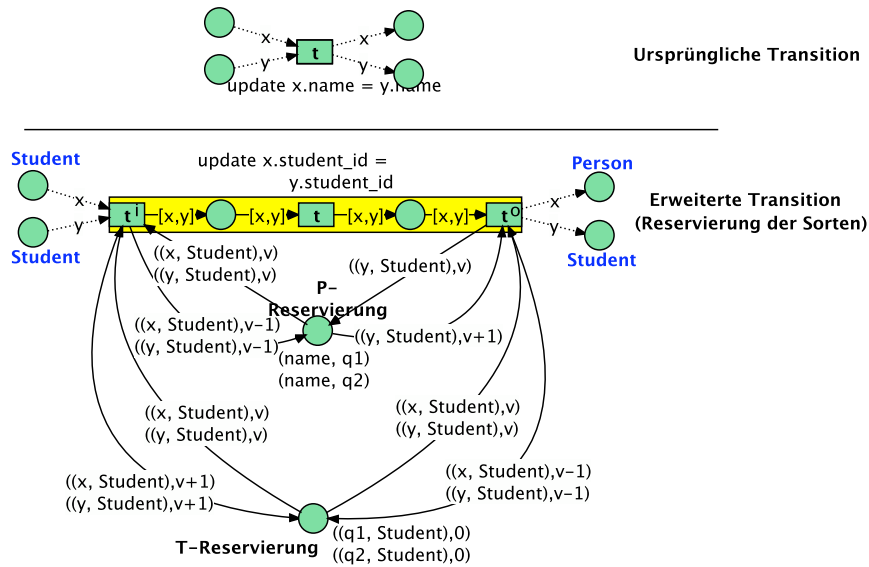 x
x
t
y
y
update x.name = y.name
Ursprüngliche Transition
Student
update x.student_id =
y.student_id
Person
Erweiterte Transition
(Reservierung der Sorten)
x
y
t i
[x,y]
[x,y]
t
[x,y]
[x,y]
t o
x
y
Student
Student
((x, Student),v)
((y, Student),v)
((y, Student),v)
P-
Reservierung
((x, Student),v-1)
((y, Student),v-1)
((y, Student),v+1)
(name, q1)
(name, q2)
((x, Student),v)
((y, Student),v)
((x, Student),v)
((y, Student),v)
((x, Student),v+1)
((y, Student),v+1)
((x, Student),v-1)
((y, Student),v-1)
T-Reservierung
((q1, Student),0)
((q2, Student),0)